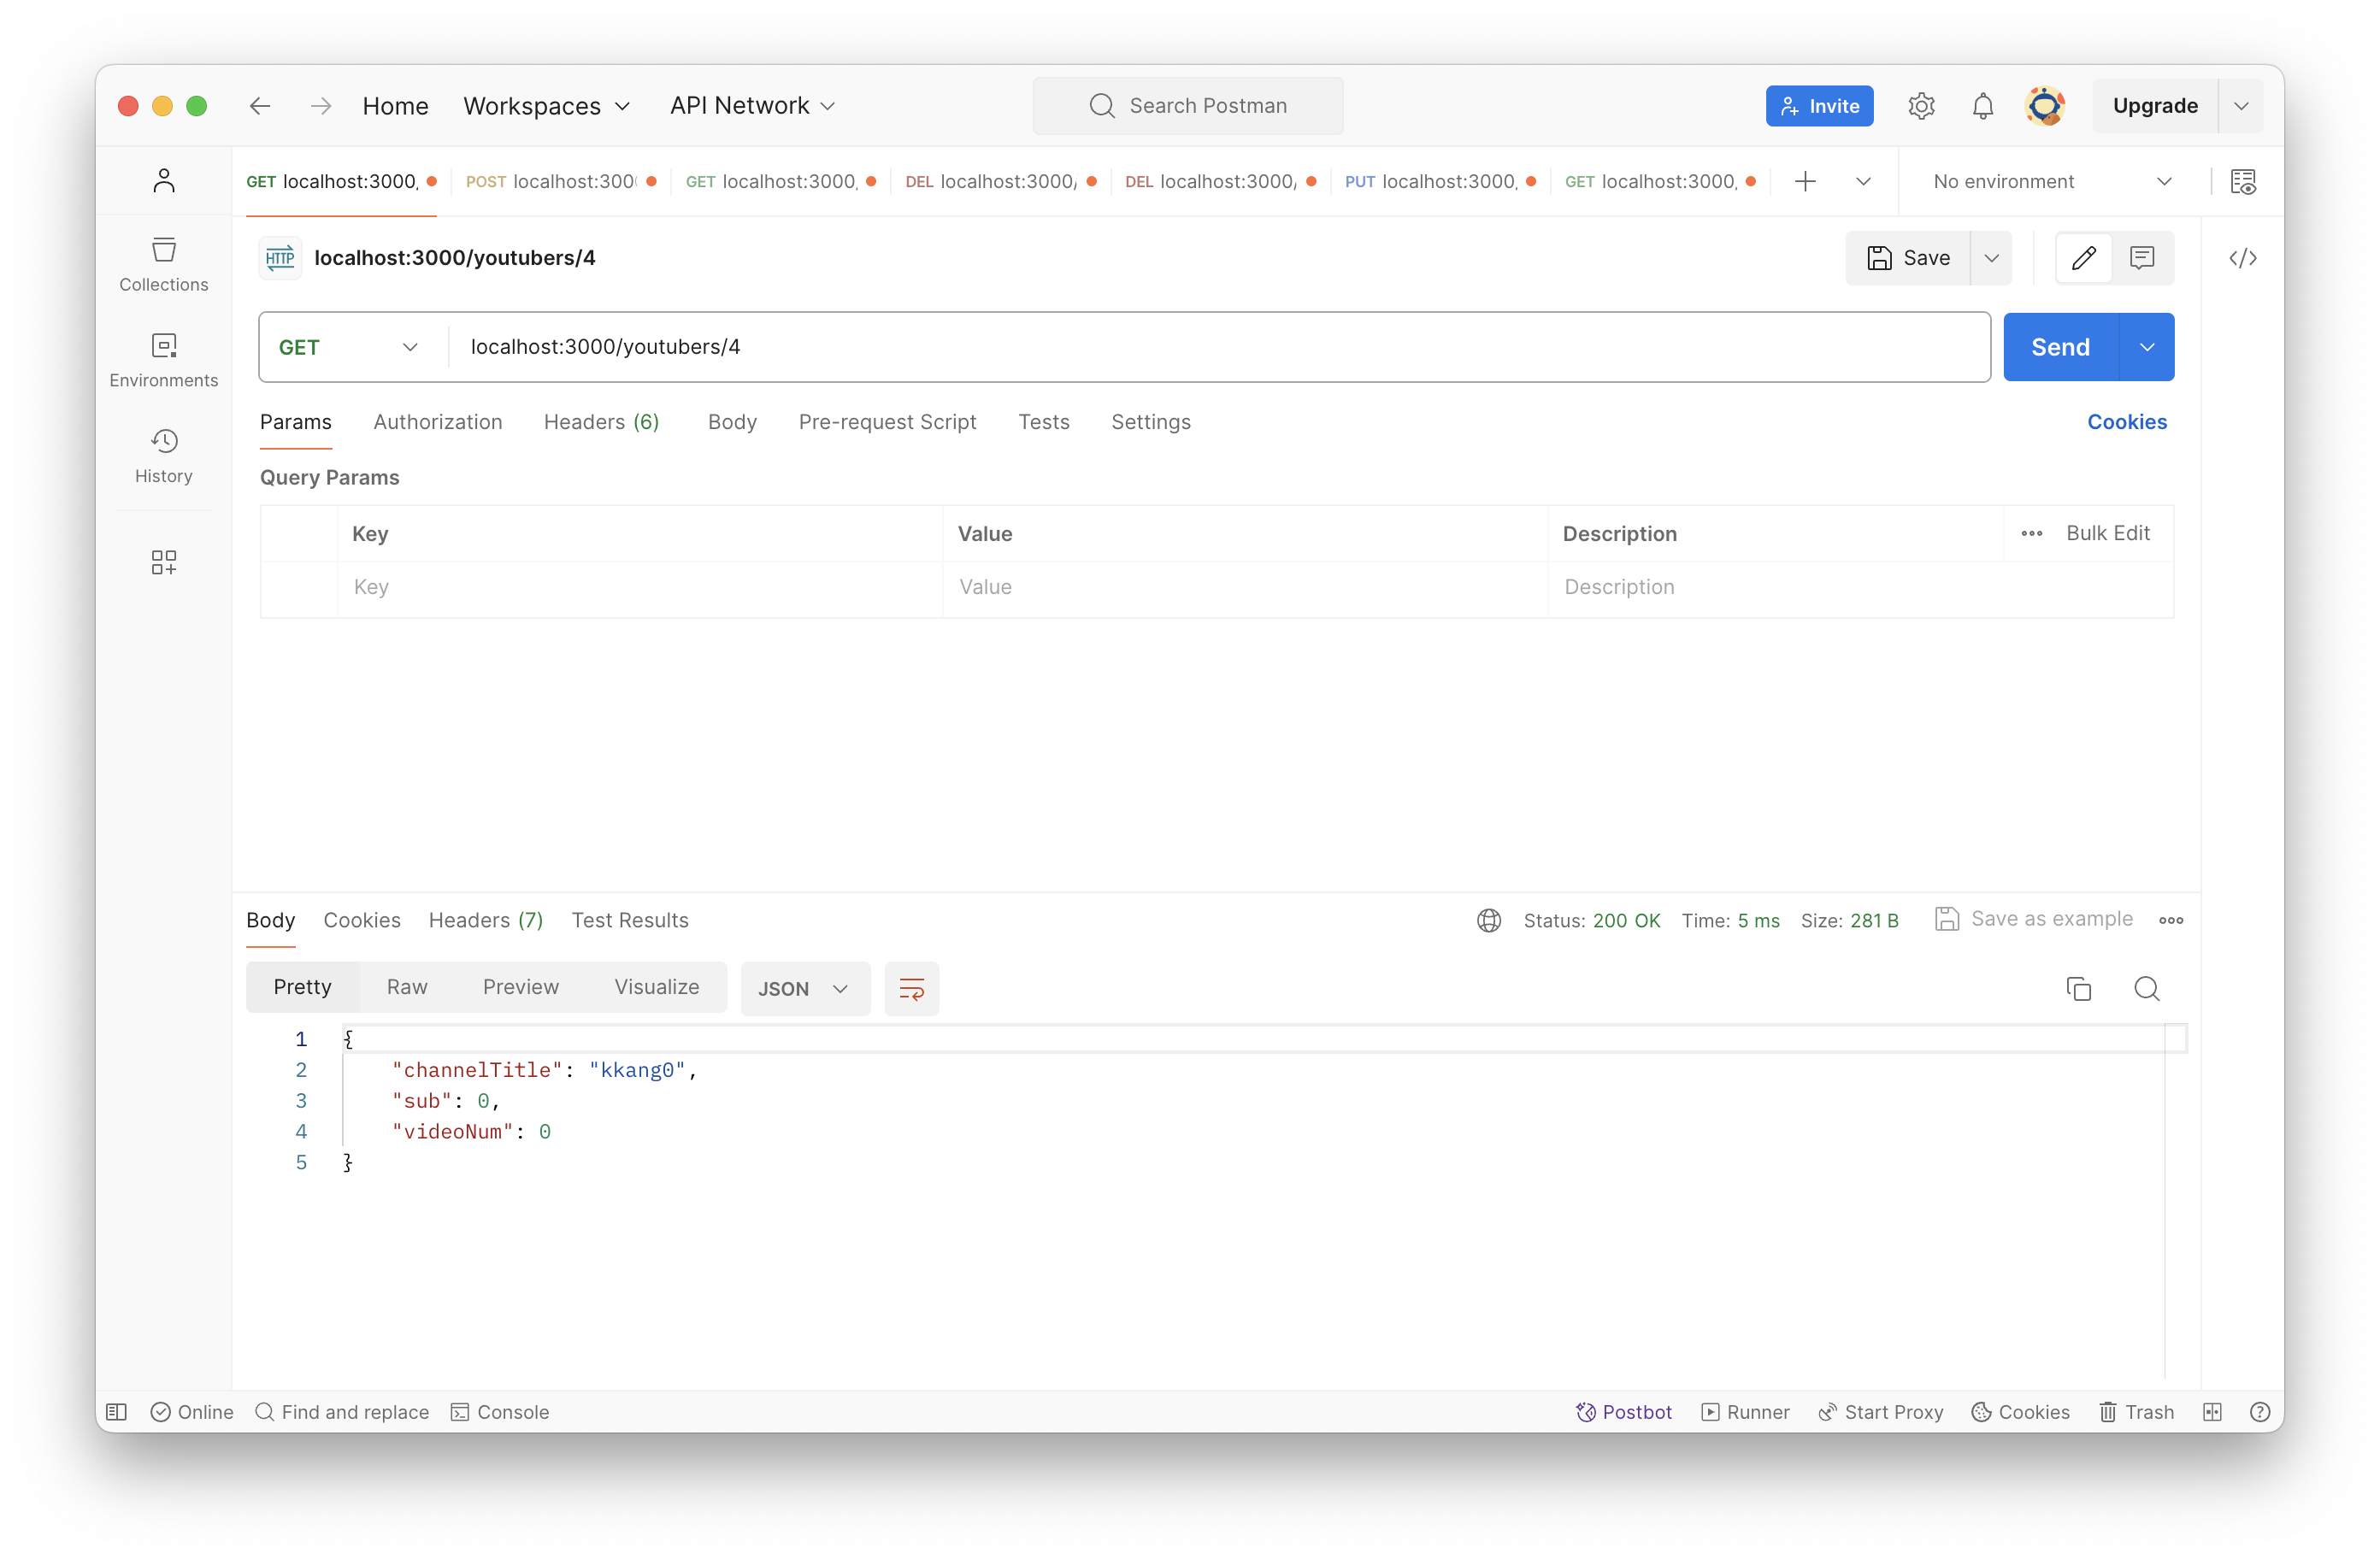 Home Workspaces API Network Search Postman Invite Upgrade
GET localhost:3000, POST localhost:300 GET localhost:3000, DEL localhost:3000/ DEL localhost:3000/ PUT localhost:3000, GET localhost:3000, No environment
Collections
Environments
History
HTTP localhost:3000/youtubers/4 Save
GET localhost:3000/youtubers/4 Send
Params Authorization Headers (6) Body Pre-request Script Tests Settings Cookies
Query Params
Key Value Description Bulk Edit
Key Value Description
Body Cookies Headers (7) Test Results Status: 200 OK Time: 5 ms Size: 281 B Save as example
Pretty Raw Preview Visualize JSON
1 {
2 "channelTitle": "kkang0",
3 "sub": 0,
4 "videoNum": 0
5 }
Online Find and replace Console Postbot Runner Start Proxy Cookies Trash